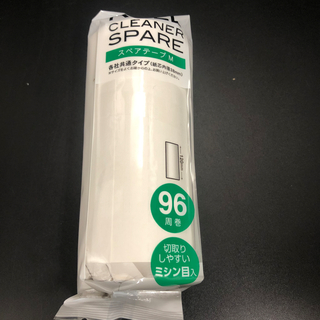 CLEANER
SPARE
スペアテープ M
各社共通タイプ
96
周巻
切取り
しやすい
ミシン目入